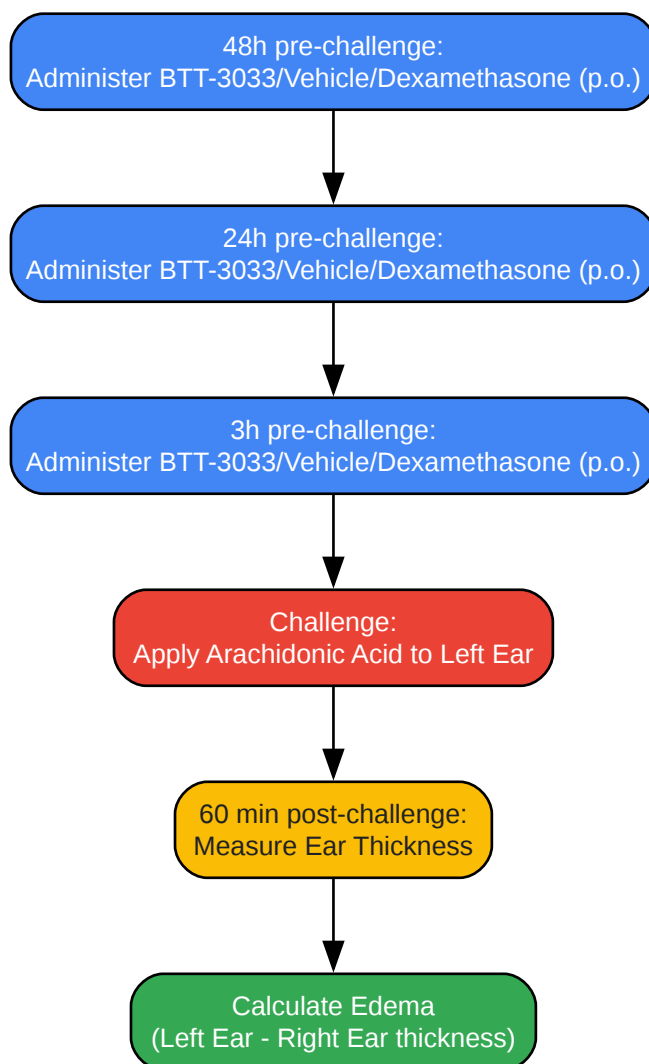 48h pre-challenge:
Administer BTT-3033/Vehicle/Dexamethasone (p.o.)
24h pre-challenge:
Administer BTT-3033/Vehicle/Dexamethasone (p.o.)
3h pre-challenge:
Administer BTT-3033/Vehicle/Dexamethasone (p.o.)
Challenge:
Apply Arachidonic Acid to Left Ear
60 min post-challenge:
Measure Ear Thickness
Calculate Edema
(Left Ear - Right Ear thickness)